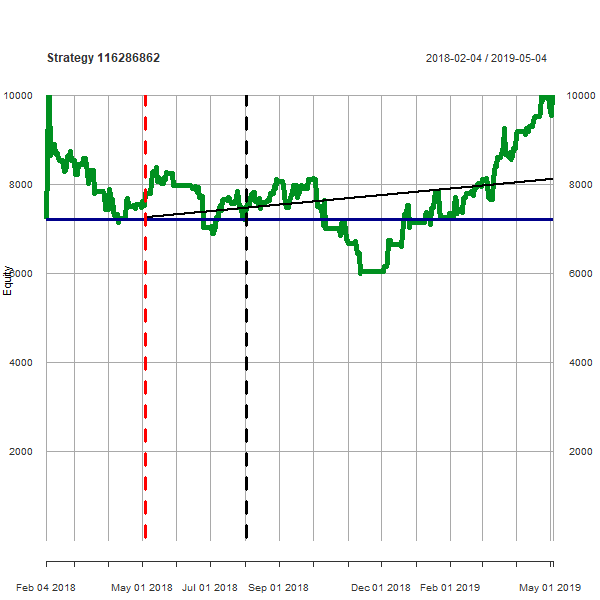 Strategy 116286862
2018-02-04 / 2019-05-04
10000
10000
8000
8000
Equity
6000
6000
4000
4000
2000
2000
Feb 04 2018
May 01 2018
Jul 01 2018
Sep 01 2018
Dec 01 2018
Feb 01 2019
May 01 2019